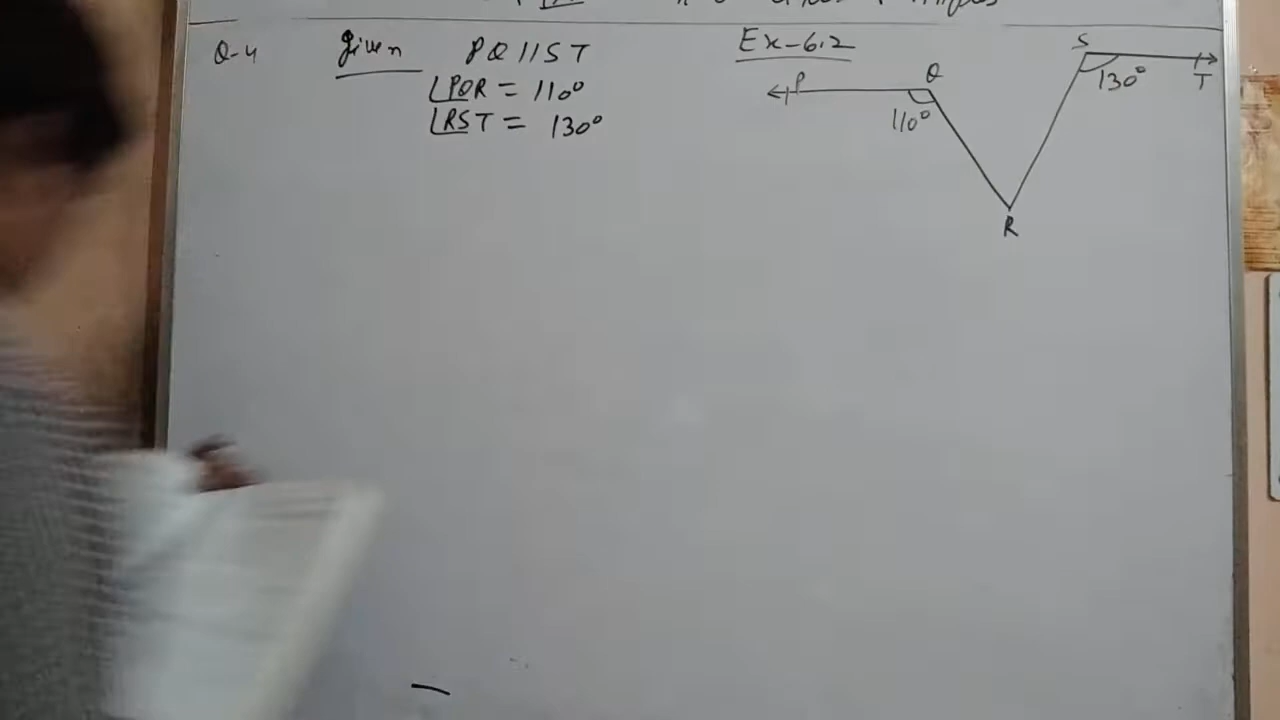 Q-4 Given PQ || ST Ex-6.2
∠PQR = 110°
∠RST = 130°
S
P Q 130° T
110°
R